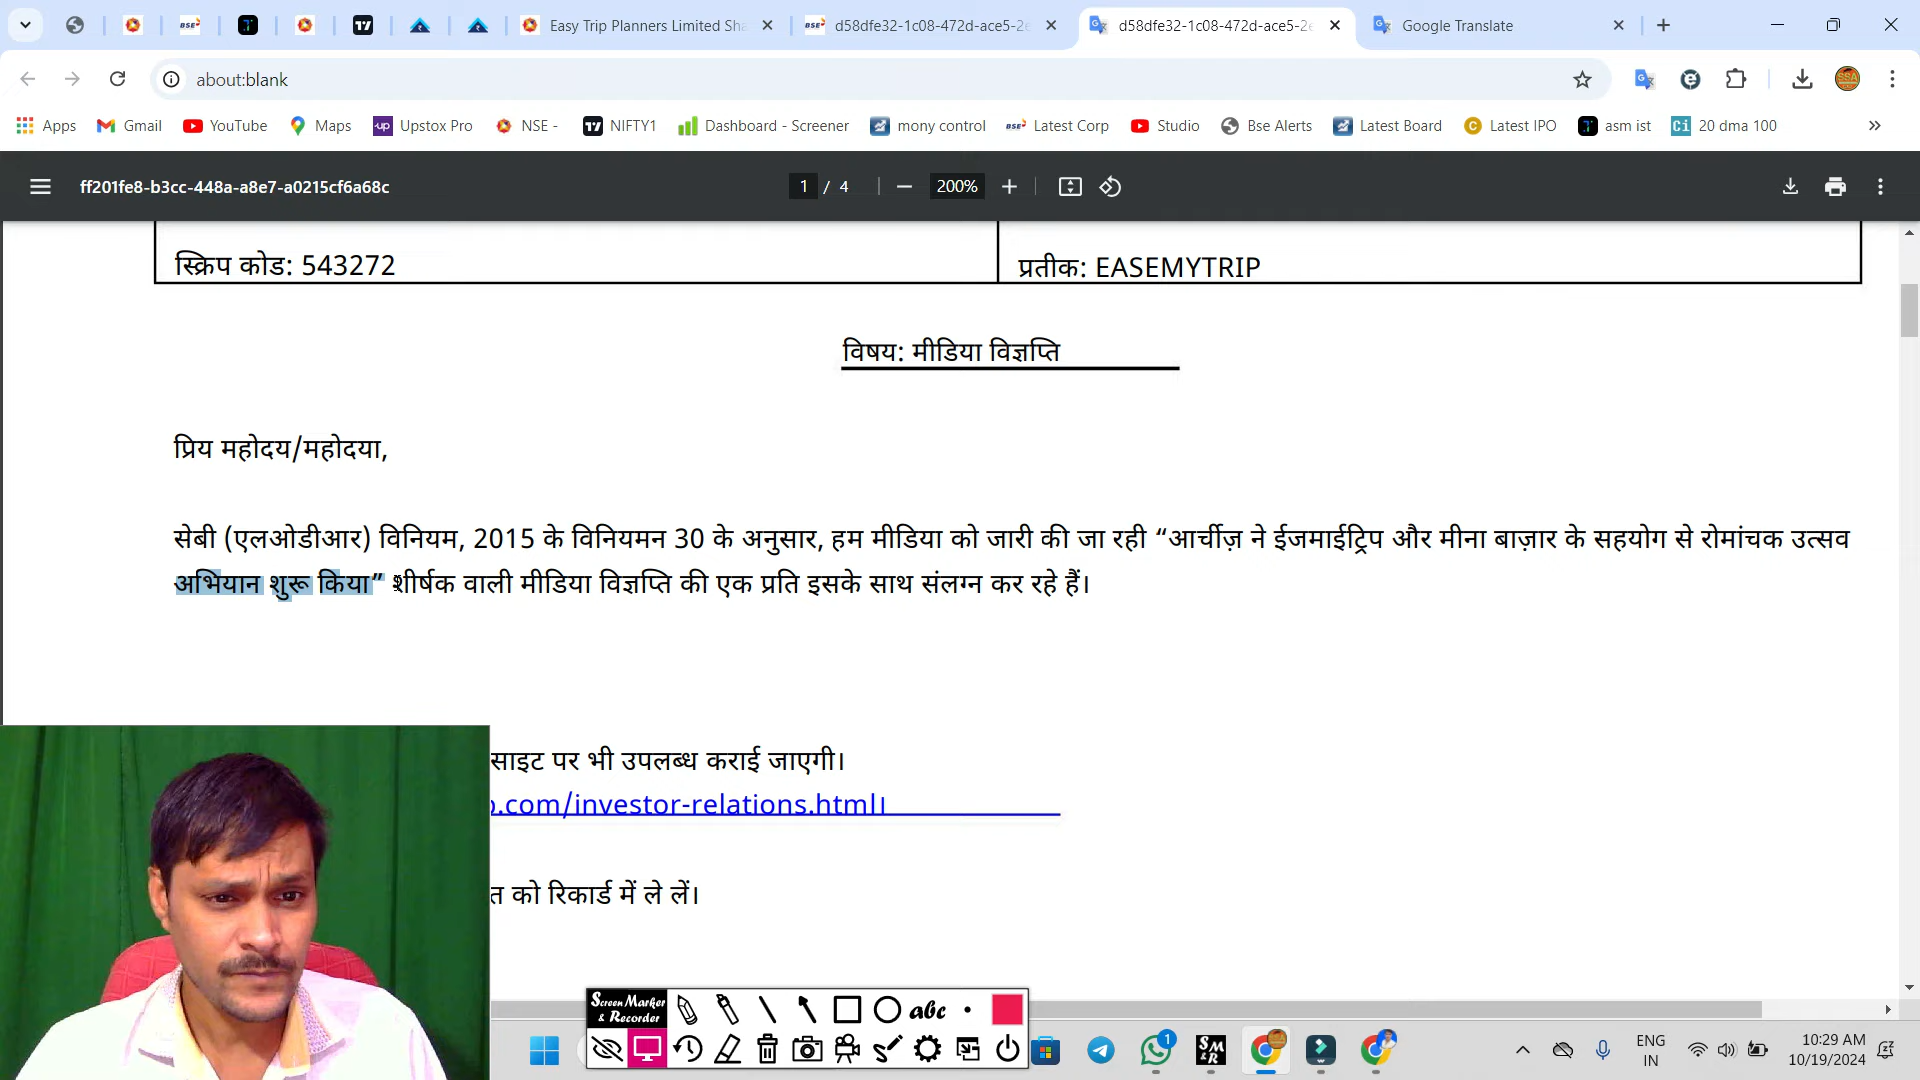 Easy Trip Planners Limited Sha
d58dfe32-1c08-472d-ace5-2e
d58dfe32-1c08-472d-ace5-2e
Google Translate
about:blank
Apps
Gmail
YouTube
Maps
Upstox Pro
NSE -
NIFTY1
Dashboard - Screener
mony control
Latest Corp
Studio
Bse Alerts
Latest Board
Latest IPO
asm ist
20 dma 100
ff201fe8-b3cc-448a-a8e7-a0215cf6a68c
1 / 4
200%
स्क्रिप कोड: 543272
प्रतीक: EASEMYTRIP
विषय: मीडिया विज्ञप्ति
प्रिय महोदय/महोदया,
सेबी (एलओडीआर) विनियम, 2015 के विनियमन 30 के अनुसार, हम मीडिया को जारी की जा रही “आर्चीज़ ने ईजमाईट्रिप और मीना बाज़ार के सहयोग से रोमांचक उत्सव
अभियान शुरू किया” शीर्षक वाली मीडिया विज्ञप्ति की एक प्रति इसके साथ संलग्न कर रहे हैं।
साइट पर भी उपलब्ध कराई जाएगी।
.com/investor-relations.html।
त को रिकार्ड में ले लें।
Screen Marker
& Recorder
abc
1
SM
&R
ENG
IN
10:29 AM
10/19/2024